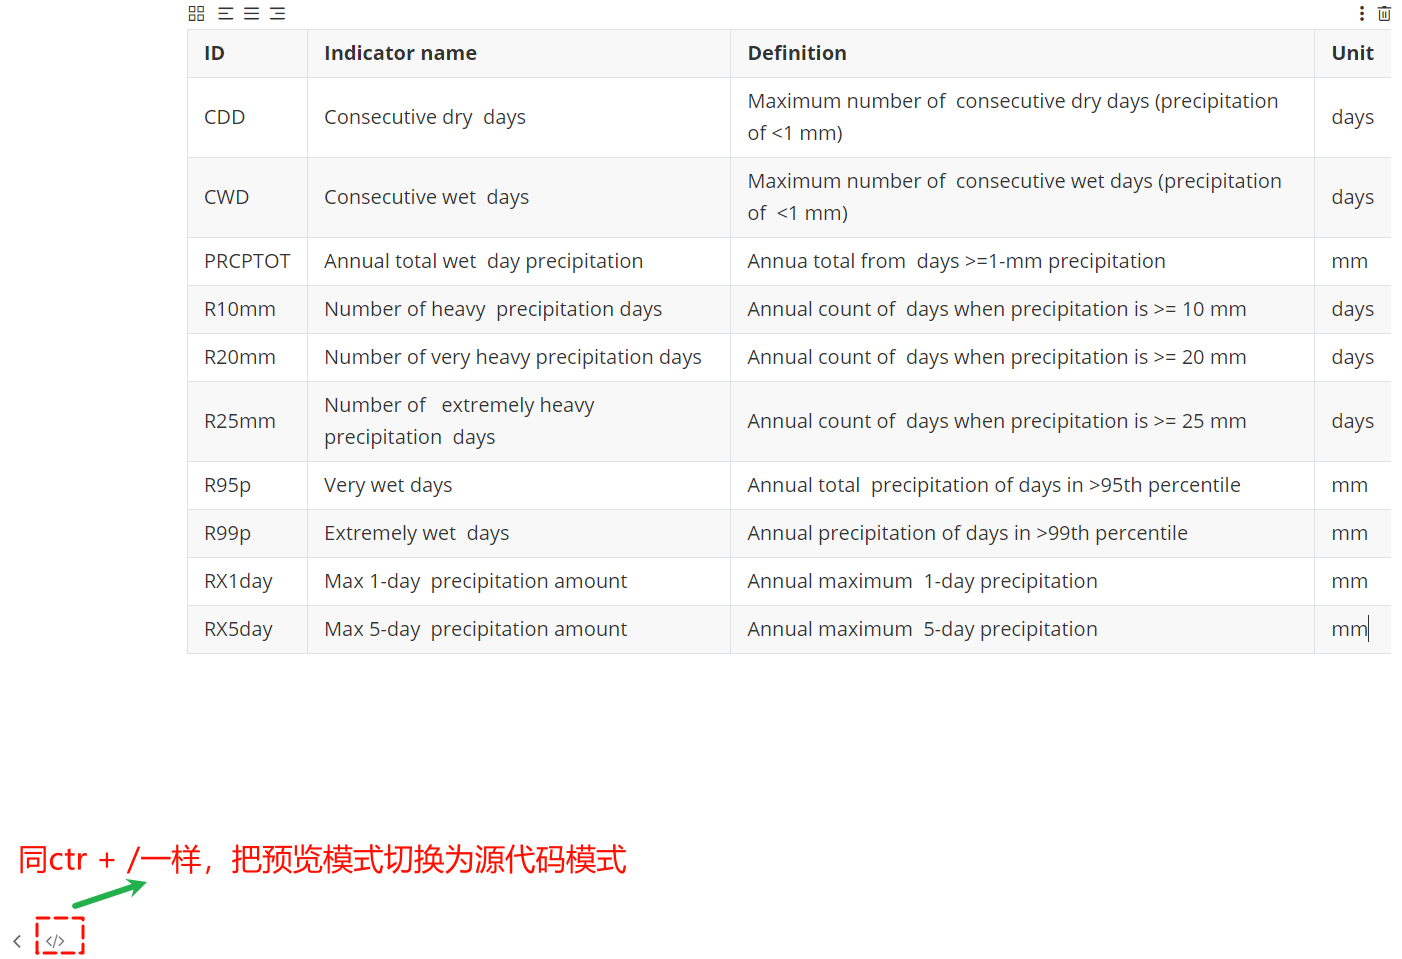 ID Indicator name Definition Unit
CDD Consecutive dry days Maximum number of consecutive dry days (precipitation
of <1 mm) days
CWD Consecutive wet days Maximum number of consecutive wet days (precipitation
of <1 mm) days
PRCPTOT Annual total wet day precipitation Annua total from days >=1-mm precipitation mm
R10mm Number of heavy precipitation days Annual count of days when precipitation is >= 10 mm days
R20mm Number of very heavy precipitation days Annual count of days when precipitation is >= 20 mm days
R25mm Number of extremely heavy
precipitation days Annual count of days when precipitation is >= 25 mm days
R95p Very wet days Annual total precipitation of days in >95th percentile mm
R99p Extremely wet days Annual precipitation of days in >99th percentile mm
RX1day Max 1-day precipitation amount Annual maximum 1-day precipitation mm
RX5day Max 5-day precipitation amount Annual maximum 5-day precipitation mm
同ctr + /一样，把预览模式切换为源代码模式
< </>